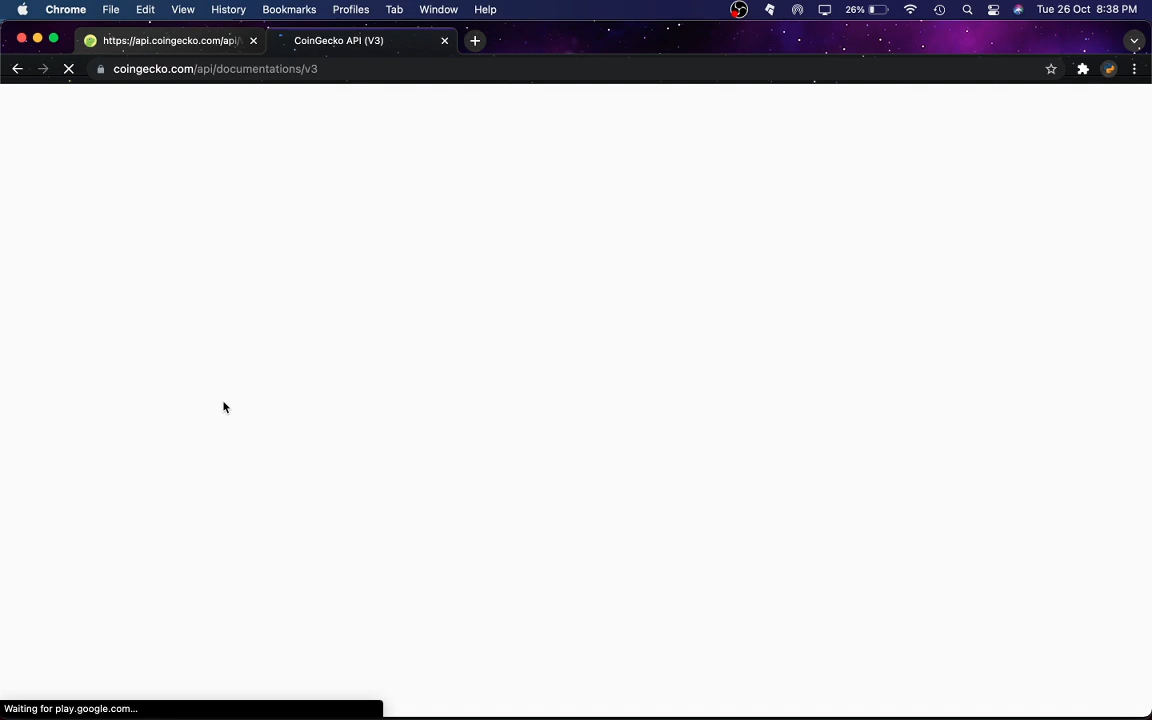 Chrome File Edit View History Bookmarks Profiles Tab Window Help 26% Tue 26 Oct 8:38 PM
https://api.coingecko.com/api/ CoinGecko API (V3)
coingecko.com/api/documentations/v3
Waiting for play.google.com...